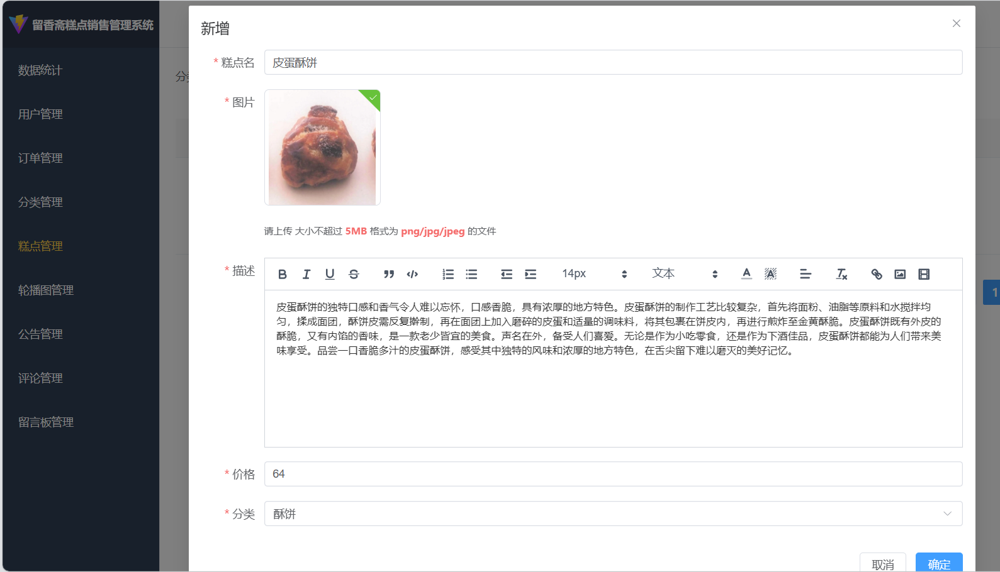 留香斋糕点销售管理系统
数据统计
用户管理
订单管理
分类管理
糕点管理
轮播图管理
公告管理
评论管理
留言板管理
新增
* 糕点名
皮蛋酥饼
* 图片
请上传 大小不超过 5MB 格式为 png/jpg/jpeg 的文件
* 描述
14px
文本
皮蛋酥饼的独特口感和香气令人难以忘怀，口感香脆，具有浓厚的地方特色。皮蛋酥饼的制作工艺比较复杂，首先将面粉、油脂等原料和水搅拌均
匀，揉成面团，酥饼皮需反复擀制，再在面团上加入磨碎的皮蛋和适量的调味料，将其包裹在饼皮内，再进行煎炸至金黄酥脆。皮蛋酥饼既有外皮的
酥脆，又有内馅的香味，是一款老少皆宜的美食。声名在外，备受人们喜爱。无论是作为小吃零食，还是作为下酒佳品，皮蛋酥饼都能为人们带来美
味享受。品尝一口香脆多汁的皮蛋酥饼，感受其中独特的风味和浓厚的地方特色，在舌尖留下难以磨灭的美好记忆。
* 价格
64
* 分类
酥饼
取消
确定
分
1